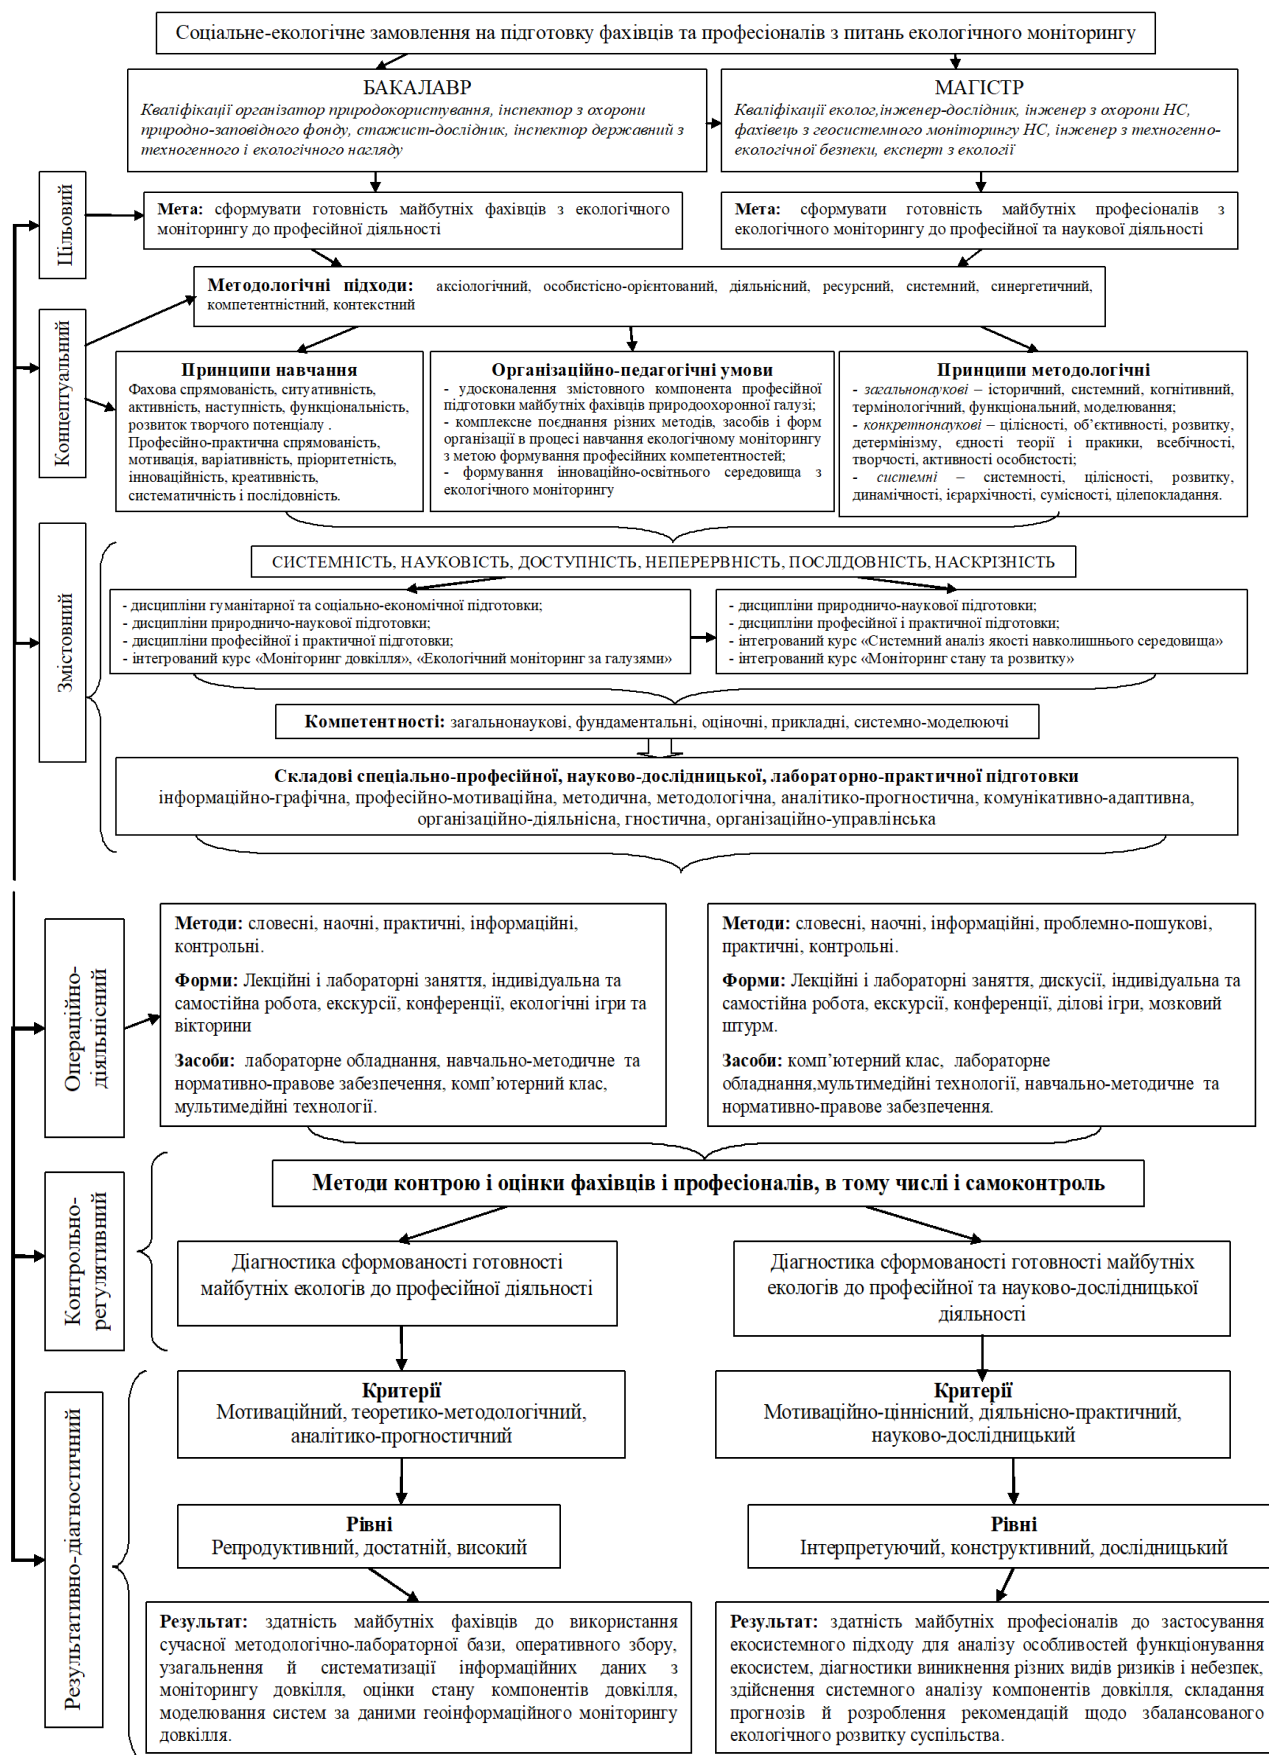 Соціальне-екологічне замовлення на підготовку фахівців та професіоналів з питань екологічного моніторингу
БАКАЛАВР
Кваліфікації організатор природокористування, інспектор з охорони
природно-заповідного фонду, стажист-дослідник, інспектор державний з
техногенного і екологічного нагляду
МАГІСТР
Кваліфікації еколог,інженер-дослідник, інженер з охорони НС,
фахівець з геосистемного моніторингу НС, інженер з техногенно-
екологічної безпеки, експерт з екології
Цільовий
Мета: сформувати готовність майбутніх фахівців з екологічного
моніторингу до професійної діяльності
Мета: сформувати готовність майбутніх професіоналів з
екологічного моніторингу до професійної та наукової діяльності
Методологічні підходи: аксіологічний, особистісно-орієнтований, діяльнісний, ресурсний, системний, синергетичний,
компетентністний, контекстний
Концептуальний
Принципи навчання
Фахова спрямованість, ситуативність,
активність, наступність, функціональність,
розвиток творчого потенціалу .
Професійно-практична спрямованість,
мотивація, варіативність, пріоритетність,
інноваційність, креативність,
систематичність і послідовність.
Організаційно-педагогічні умови
- удосконалення змістовного компонента професійної
підготовки майбутніх фахівців природоохоронної галузі;
- комплексне поєднання різних методів, засобів і форм
організації в процесі навчання екологічному моніторингу
з метою формування професійних компетентностей;
- формування інноваційно-освітнього середовища з
екологічного моніторингу
Принципи методологічні
- загальнонаукові – історичний, системний, когнітивний,
термінологічний, функціональний, моделювання;
- конкретнонаукові – цілісності, об’єктивності, розвитку,
детермінізму, єдності теорії і пракики, всебічності,
творчості, активності особистості;
- системні – системності, цілісності, розвитку,
динамічності, ієрархічності, сумісності, цілепокладання.
Змістовний
СИСТЕМНІСТЬ, НАУКОВІСТЬ, ДОСТУПНІСТЬ, НЕПЕРЕРВНІСТЬ, ПОСЛІДОВНІСТЬ, НАСКРІЗНІСТЬ
- дисципліни гуманітарної та соціально-економічної підготовки;
- дисципліни природничо-наукової підготовки;
- дисципліни професійної і практичної підготовки;
- інтегрований курс «Моніторинг довкілля», «Екологічний моніторинг за галузями»
- дисципліни природничо-наукової підготовки;
- дисципліни професійної і практичної підготовки;
- інтегрований курс «Системний аналіз якості навколишнього середовища»
- інтегрований курс «Моніторинг стану та розвитку»
Компетентності: загальнонаукові, фундаментальні, оціночні, прикладні, системно-моделюючі
Складові спеціально-професійної, науково-дослідницької, лабораторно-практичної підготовки
інформаційно-графічна, професійно-мотиваційна, методична, методологічна, аналітико-прогностична, комунікативно-адаптивна,
організаційно-діяльнісна, гностична, організаційно-управлінська
Операційно-
діяльнісний
Методи: словесні, наочні, практичні, інформаційні,
контрольні.
Форми: Лекційні і лабораторні заняття, індивідуальна та
самостійна робота, екскурсії, конференції, екологічні ігри та
вікторини
Засоби: лабораторне обладнання, навчально-методичне та
нормативно-правове забезпечення, комп’ютерний клас,
мультимедійні технології.
Методи: словесні, наочні, інформаційні, проблемно-пошукові,
практичні, контрольні.
Форми: Лекційні і лабораторні заняття, дискусії, індивідуальна та
самостійна робота, екскурсії, конференції, ділові ігри, мозковий
штурм.
Засоби: комп’ютерний клас, лабораторне
обладнання,мультимедійні технології, навчально-методичне та
нормативно-правове забезпечення.
Контрольно-
регулятивний
Методи контрою і оцінки фахівців і професіоналів, в тому числі і самоконтроль
Діагностика сформованості готовності
майбутніх екологів до професійної діяльності
Діагностика сформованості готовності майбутніх
екологів до професійної та науково-дослідницької
діяльності
Результативно-діагностичний
Критерії
Мотиваційний, теоретико-методологічний,
аналітико-прогностичний
Критерії
Мотиваційно-ціннісний, діяльнісно-практичний,
науково-дослідницький
Рівні
Репродуктивний, достатній, високий
Рівні
Інтерпретуючий, конструктивний, дослідницький
Результат: здатність майбутніх фахівців до використання
сучасної методологічно-лабораторної бази, оперативного збору,
узагальнення й систематизації інформаційних даних з
моніторингу довкілля, оцінки стану компонентів довкілля,
моделювання систем за даними геоінформаційного моніторингу
довкілля.
Результат: здатність майбутніх професіоналів до застосування
екосистемного підходу для аналізу особливостей функціонування
екосистем, діагностики виникнення різних видів ризиків і небезпек,
здійснення системного аналізу компонентів довкілля, складання
прогнозів й розроблення рекомендацій щодо збалансованого
екологічного розвитку суспільства.